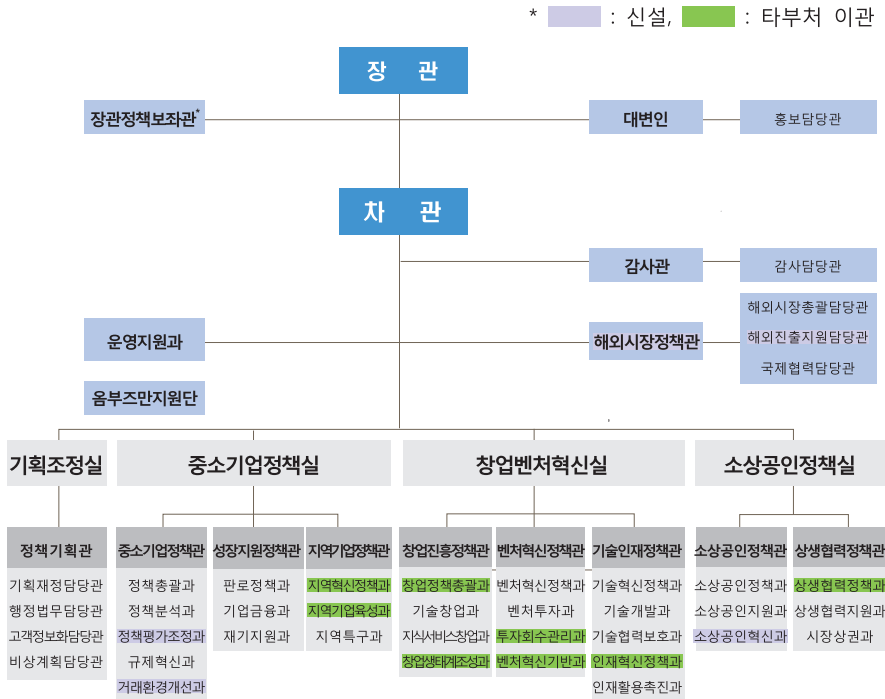 * : 신설, : 타부처 이관
장 관
장관정책보좌관*
대변인
홍보담당관
차 관
감사관
감사담당관
운영지원과
해외시장정책관
해외시장총괄담당관
해외진출지원담당관
국제협력담당관
옴부즈만지원단
기획조정실
중소기업정책실
창업벤처혁신실
소상공인정책실
정책기획관
기획재정담당관
행정법무담당관
고객정보화담당관
비상계획담당관
중소기업정책관
정책총괄과
정책분석과
정책평가조정과
규제혁신과
거래환경개선과
성장지원정책관
판로정책과
기업금융과
재기지원과
지역기업정책관
지역혁신정책과
지역기업육성과
지역특구과
창업진흥정책관
창업정책총괄과
기술창업과
지식서비스창업과
창업생태계조성과
벤처혁신정책관
벤처혁신정책과
벤처투자과
투자회수관리과
벤처혁신기반과
기술인재정책관
기술혁신정책과
기술개발과
기술협력보호과
인재혁신정책과
인재활용촉진과
소상공인정책관
소상공인정책과
소상공인지원과
소상공인혁신과
상생협력정책관
상생협력정책과
상생협력지원과
시장상권과